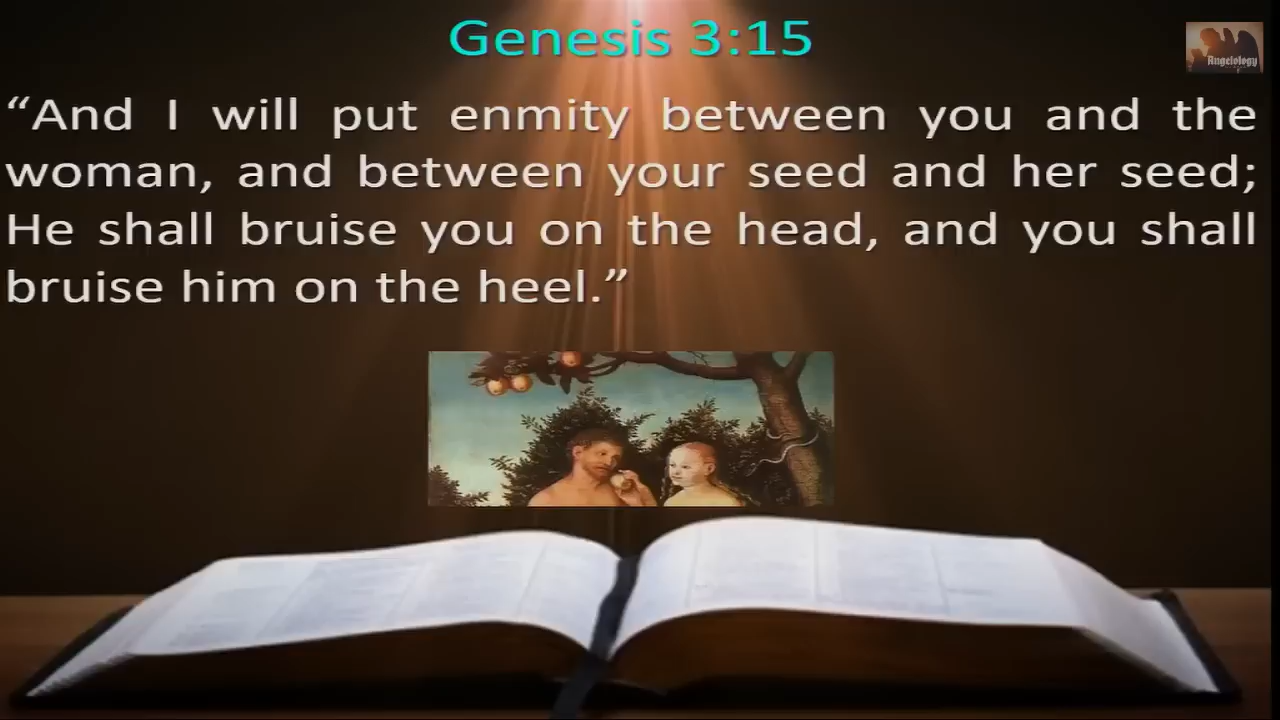 Genesis 3:15
Angelology
“And I will put enmity between you and the
woman, and between your seed and her seed;
He shall bruise you on the head, and you shall
bruise him on the heel.”